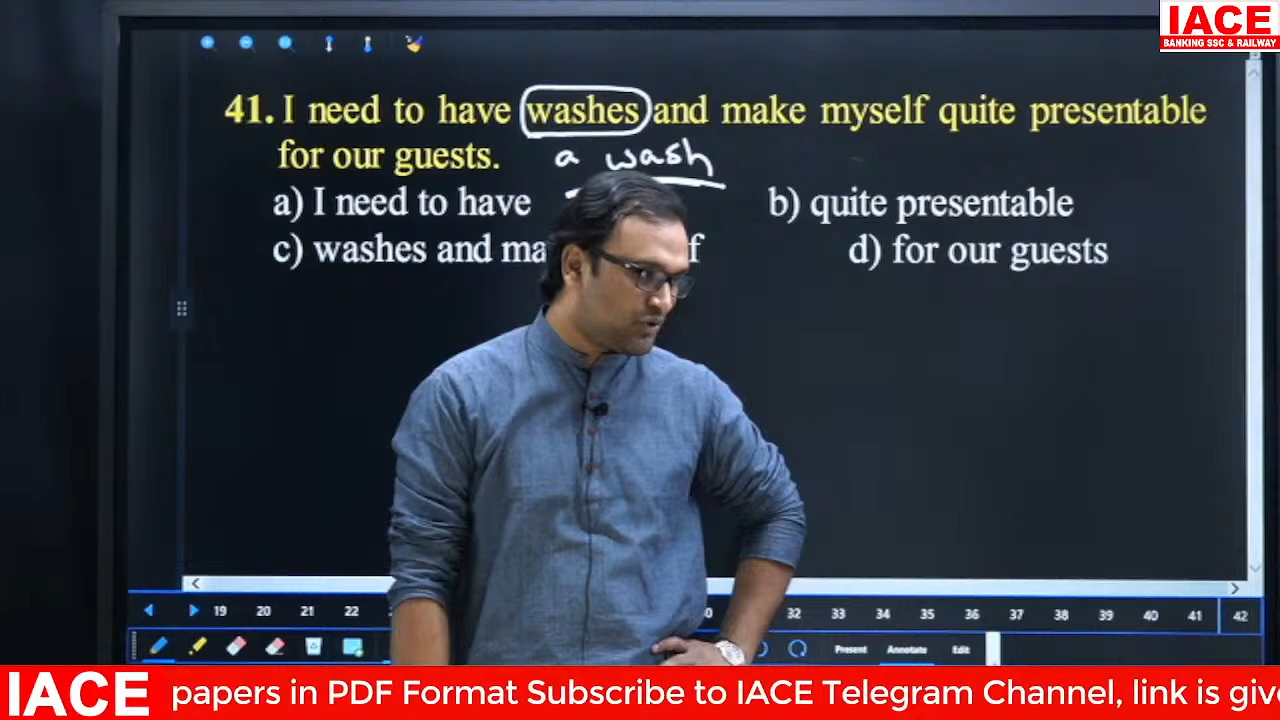 IACE
BANKING SSC & RAILWAY
41. I need to have washes and make myself quite presentable
for our guests.
a wash
a) I need to have
b) quite presentable
c) washes and ma
f
d) for our guests
19 20 21 22
32 33 34 35 36 37 38 39 40 41 42
Present Annotate Edit
IACE papers in PDF Format Subscribe to IACE Telegram Channel, link is give